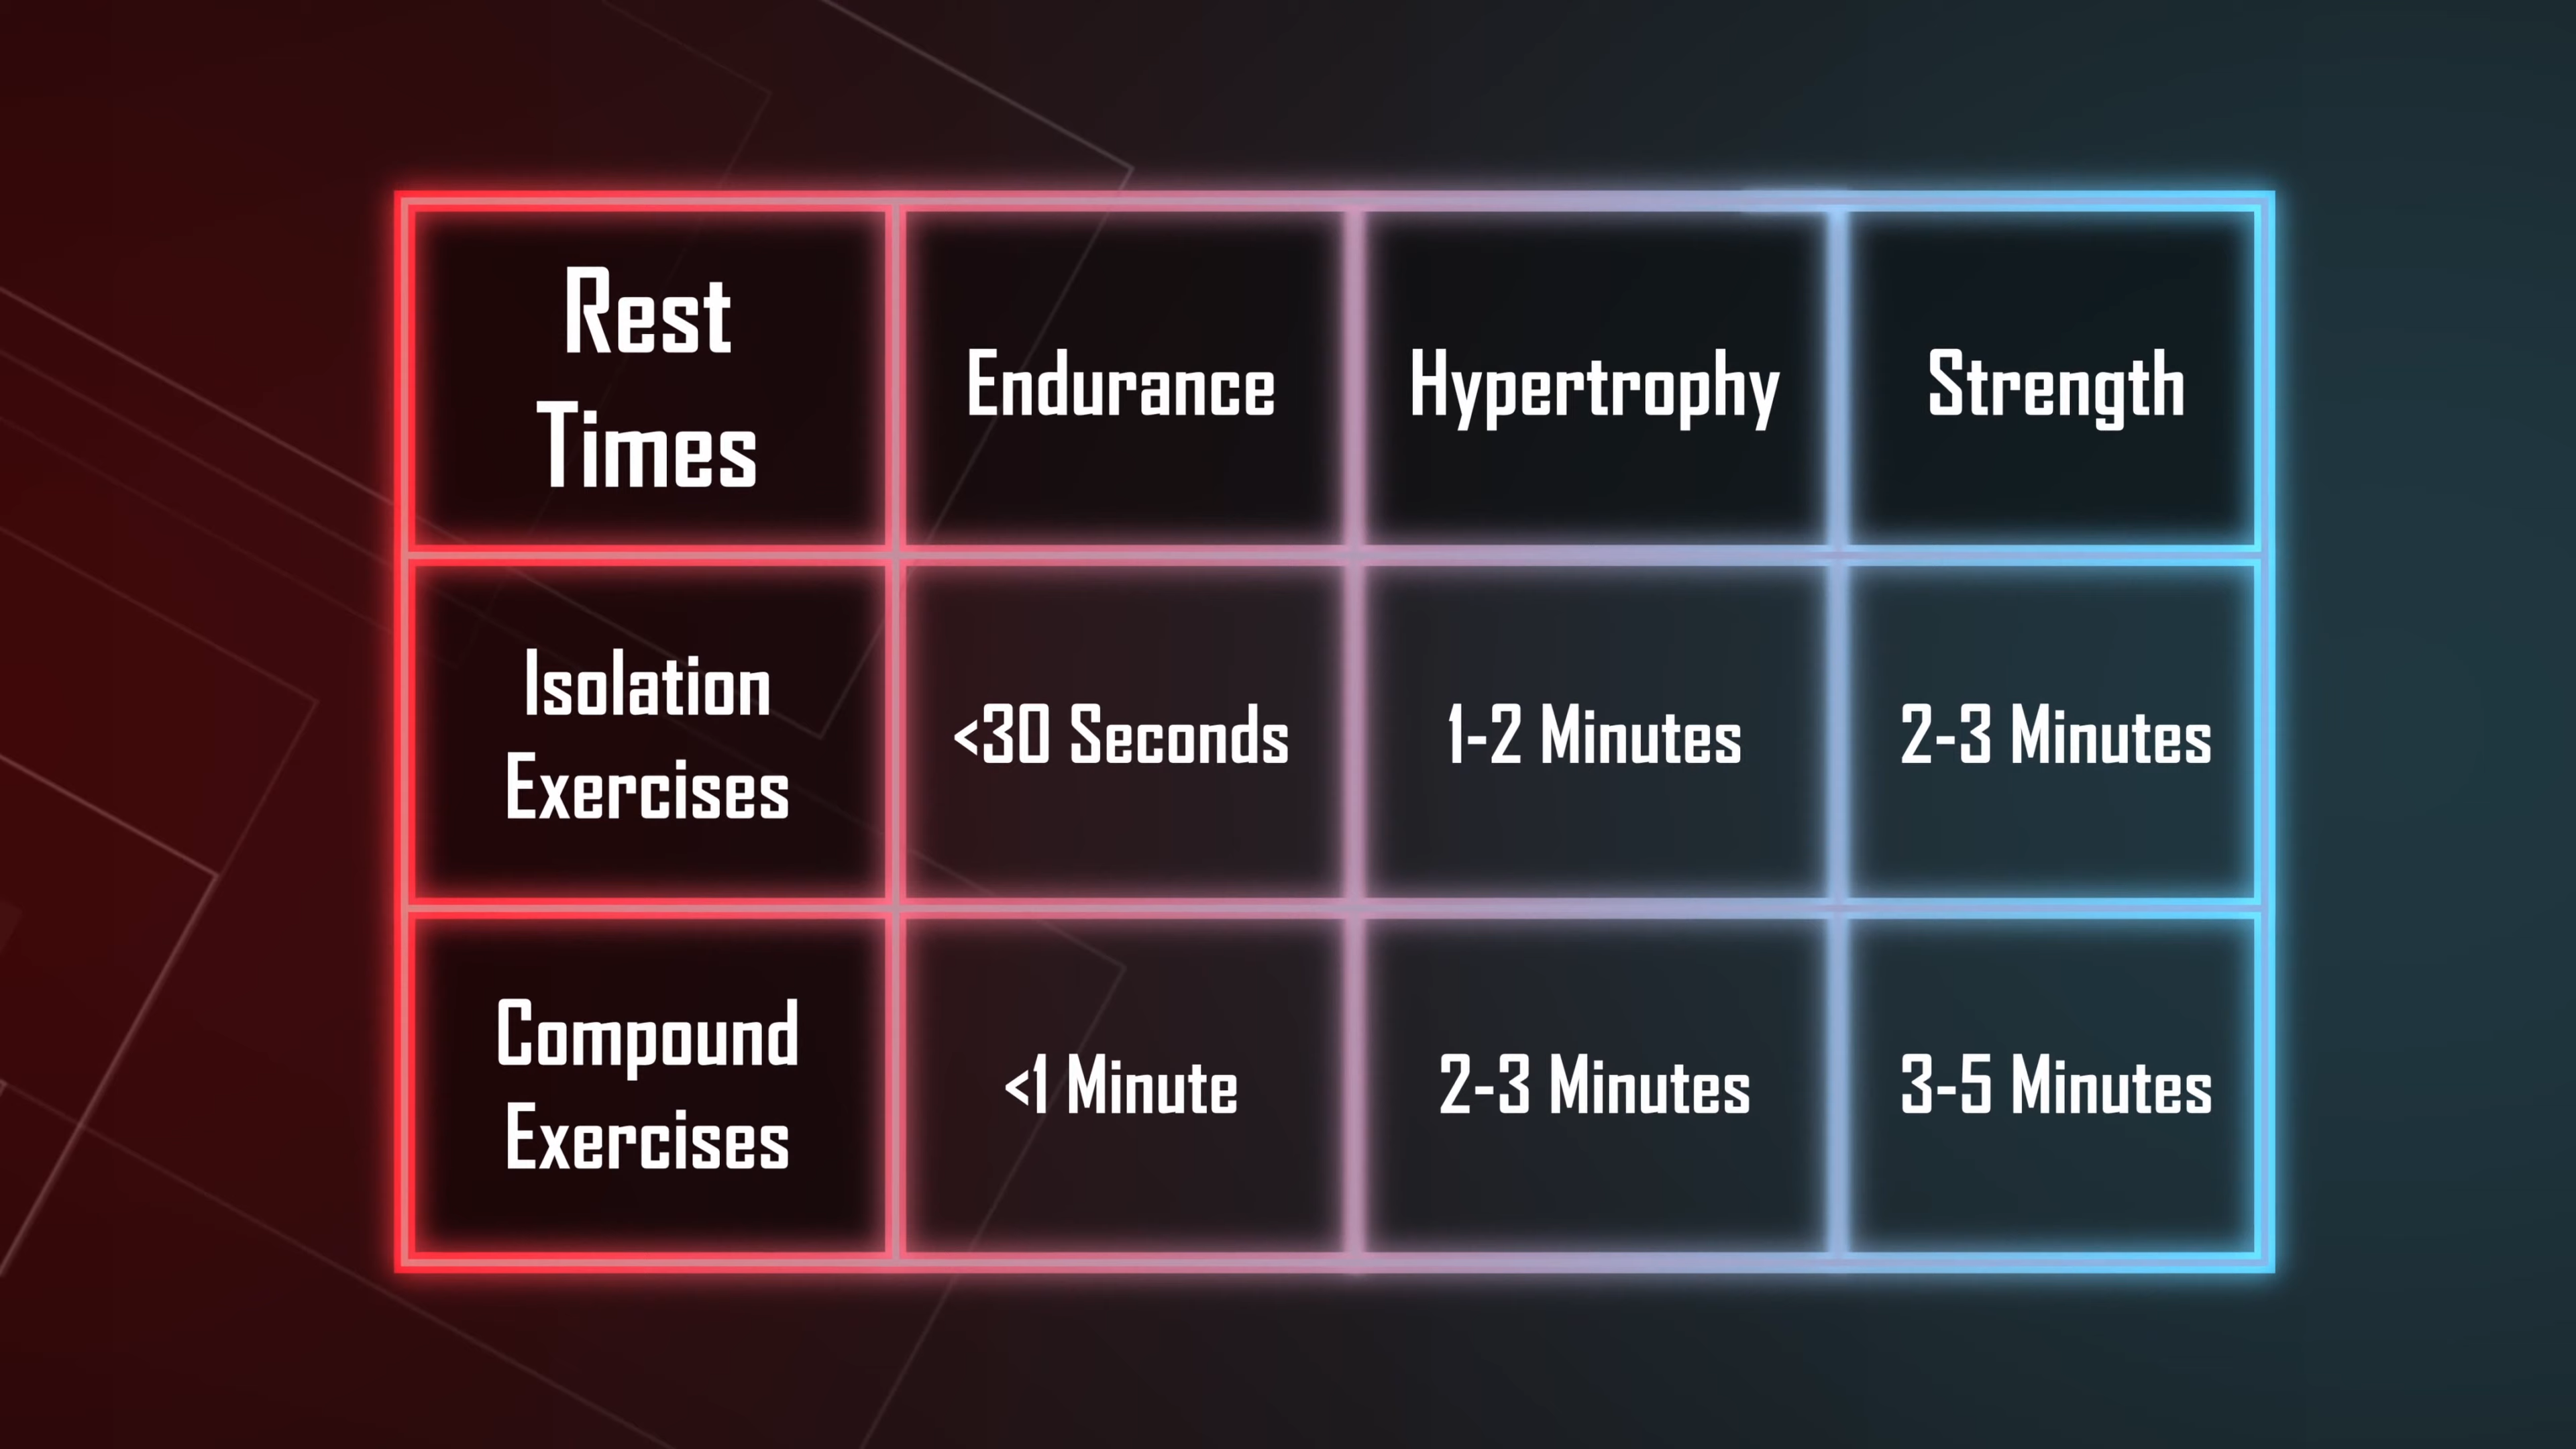 Rest
Times
Endurance
Hypertrophy
Strength
Isolation
Exercises
<30 Seconds
1-2 Minutes
2-3 Minutes
Compound
Exercises
<1 Minute
2-3 Minutes
3-5 Minutes